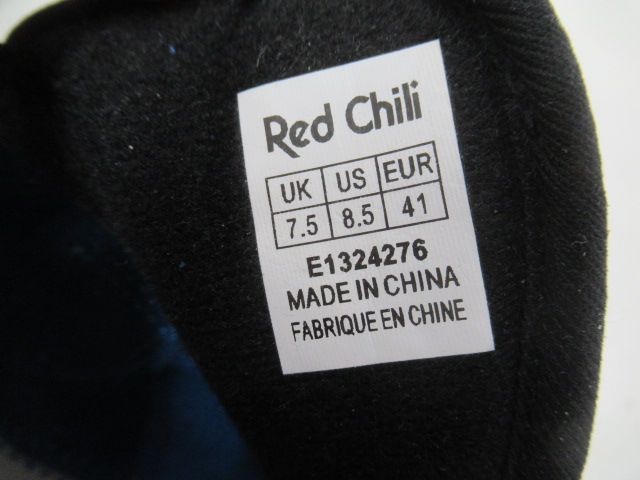 Red Chili
UK US EUR
7.5 8.5 41
E1324276
MADE IN CHINA
FABRIQUE EN CHINE